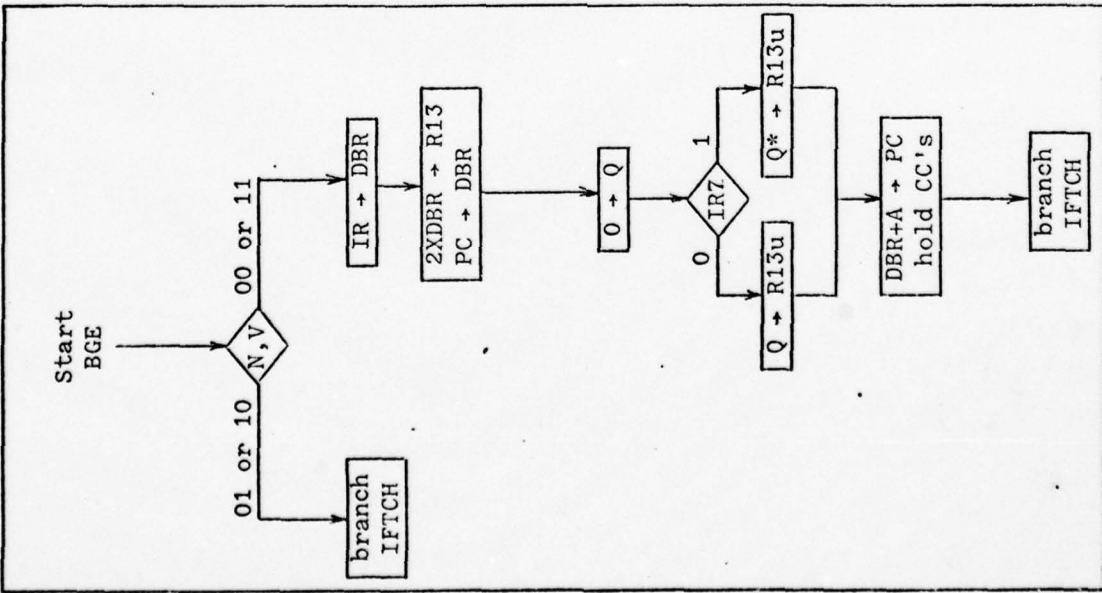 Start
BGE
N,V
01 or 10
00 or 11
branch
IFTCH
IR → DBR
2XDBR → R13
PC → DBR
O → Q
IR7
0
1
Q → R13u
Q* → R13u
DBR+A → PC
hold CC's
branch
IFTCH